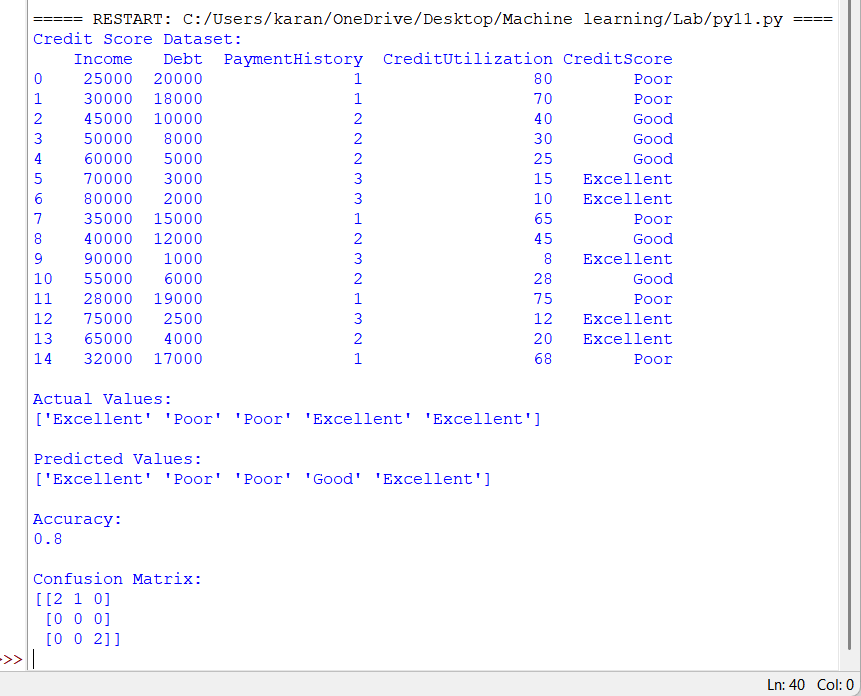 ===== RESTART: C:/Users/karan/OneDrive/Desktop/Machine learning/Lab/py11.py ====
Credit Score Dataset:
    Income   Debt  PaymentHistory  CreditUtilization CreditScore
0    25000  20000               1                 80        Poor
1    30000  18000               1                 70        Poor
2    45000  10000               2                 40        Good
3    50000   8000               2                 30        Good
4    60000   5000               2                 25        Good
5    70000   3000               3                 15   Excellent
6    80000   2000               3                 10   Excellent
7    35000  15000               1                 65        Poor
8    40000  12000               2                 45        Good
9    90000   1000               3                  8   Excellent
10   55000   6000               2                 28        Good
11   28000  19000               1                 75        Poor
12   75000   2500               3                 12   Excellent
13   65000   4000               2                 20   Excellent
14   32000  17000               1                 68        Poor

Actual Values:
['Excellent' 'Poor' 'Poor' 'Excellent' 'Excellent']

Predicted Values:
['Excellent' 'Poor' 'Poor' 'Good' 'Excellent']

Accuracy:
0.8

Confusion Matrix:
[[2 1 0]
 [0 0 0]
 [0 0 2]]
>>>
Ln: 40 Col: 0